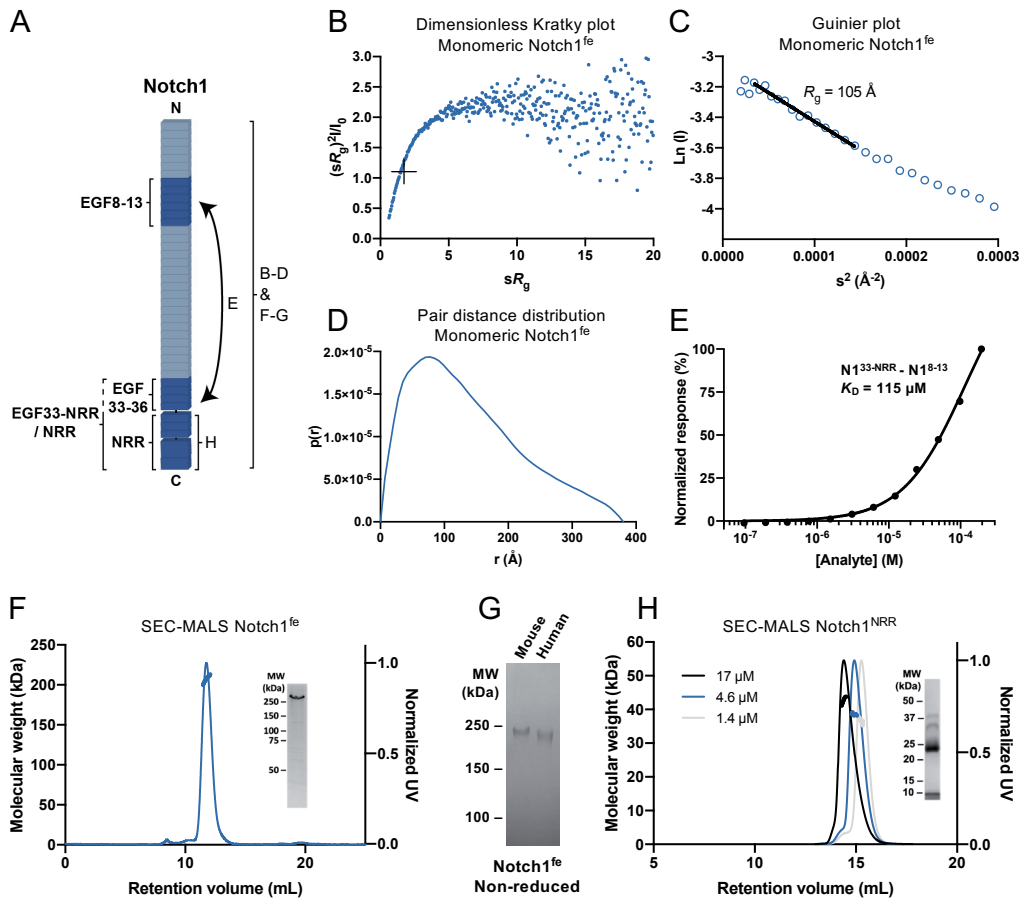 A
Notch1
N
EGF8-13
E
B-D
&
F-G
EGF
33-36
EGF33-NRR
/ NRR
NRR
H
C
B
Dimensionless Kratky plot
Monomeric Notch1fe
(sRg)2I/I0
3.0
2.5
2.0
1.5
1.0
0.5
0.0
0 5 10 15 20
sRg
C
Guinier plot
Monomeric Notch1fe
Rg = 105 Å
Ln (I)
-3
-3.2
-3.4
-3.6
-3.8
-4
0.0000 0.0001 0.0002 0.0003
s2 (Å-2)
D
Pair distance distribution
Monomeric Notch1fe
p(r)
2.0×10-5
1.5×10-5
1.0×10-5
5.0×10-6
0.0
0 100 200 300 400
r (Å)
E
N133-NRR - N18-13
KD = 115 µM
Normalized response (%)
100
75
50
25
0
10-7 10-6 10-5 10-4
[Analyte] (M)
F
SEC-MALS Notch1fe
Molecular weight (kDa)
250
200
150
100
50
0
0 10 20
Retention volume (mL)
1.0
0.5
0.0
Normalized UV
MW
(kDa)
250
150
100
75
50
G
Mouse
Human
MW
(kDa)
250
150
100
Notch1fe
Non-reduced
H
SEC-MALS Notch1NRR
17 µM
4.6 µM
1.4 µM
Molecular weight (kDa)
60
50
40
30
20
10
0
5 10 15 20
Retention volume (mL)
1.0
0.5
0.0
Normalized UV
MW
(kDa)
50
37
25
20
15
10